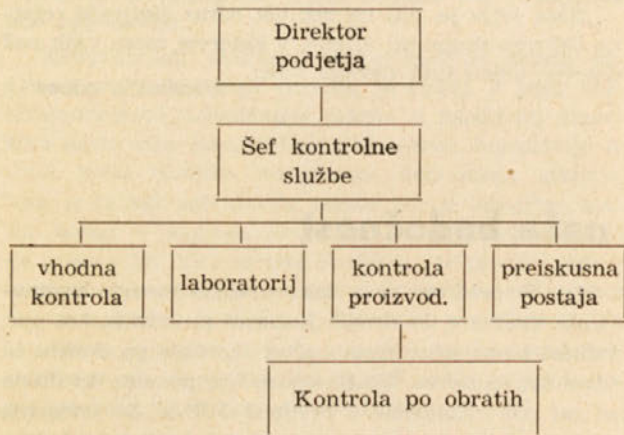 Direktor
podjetja
Šef kontrolne
službe
vhodna
kontrola
laboratorij
kontrola
proizvod.
preiskusna
postaja
Kontrola po obratih